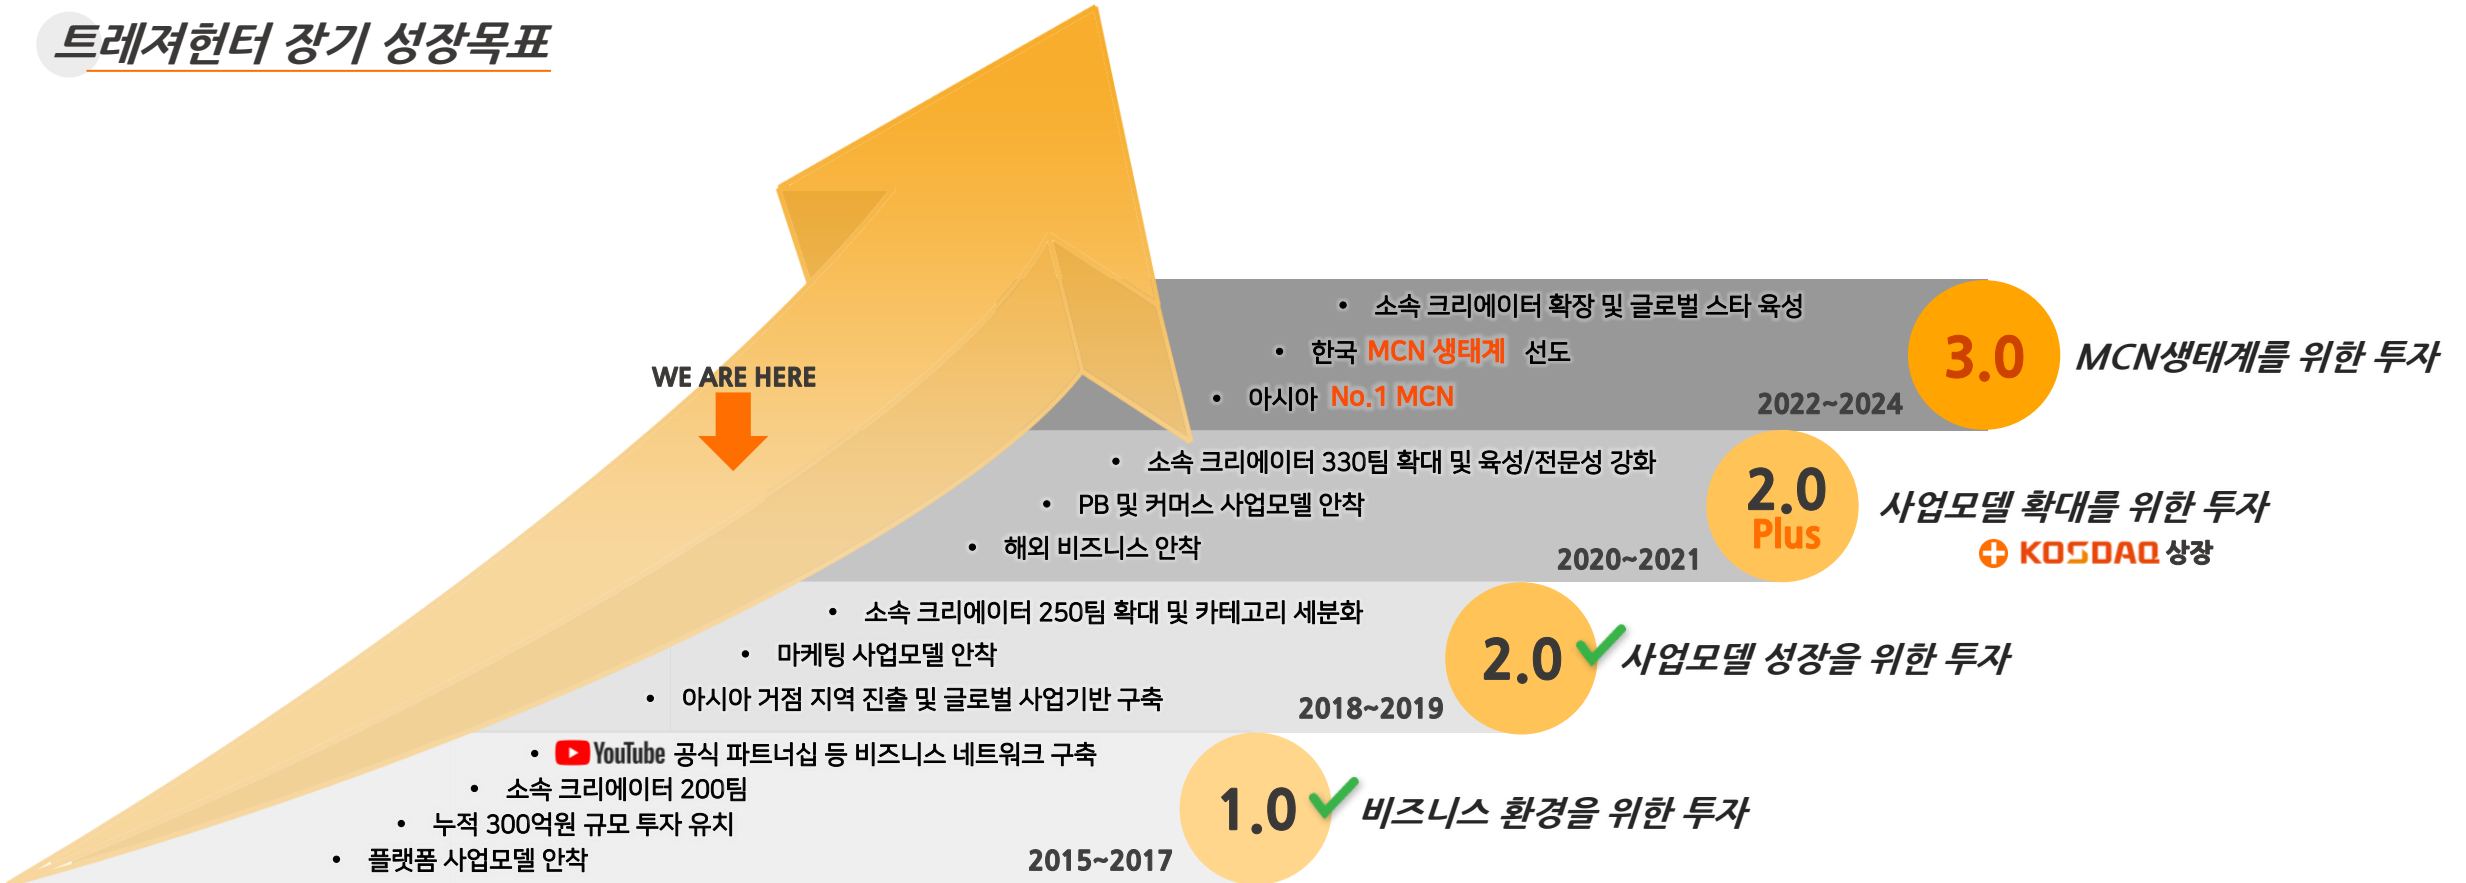 트레져헌터 장기 성장목표
WE ARE HERE
• 소속 크리에이터 확장 및 글로벌 스타 육성
• 한국 MCN 생태계 선도
• 아시아 No.1 MCN
2022~2024
3.0
MCN생태계를 위한 투자
• 소속 크리에이터 330팀 확대 및 육성/전문성 강화
• PB 및 커머스 사업모델 안착
• 해외 비즈니스 안착
2020~2021
2.0
Plus
사업모델 확대를 위한 투자
KOSDAQ 상장
• 소속 크리에이터 250팀 확대 및 카테고리 세분화
• 마케팅 사업모델 안착
• 아시아 거점 지역 진출 및 글로벌 사업기반 구축
2018~2019
2.0
사업모델 성장을 위한 투자
• YouTube 공식 파트너십 등 비즈니스 네트워크 구축
• 소속 크리에이터 200팀
• 누적 300억원 규모 투자 유치
• 플랫폼 사업모델 안착
2015~2017
1.0
비즈니스 환경을 위한 투자